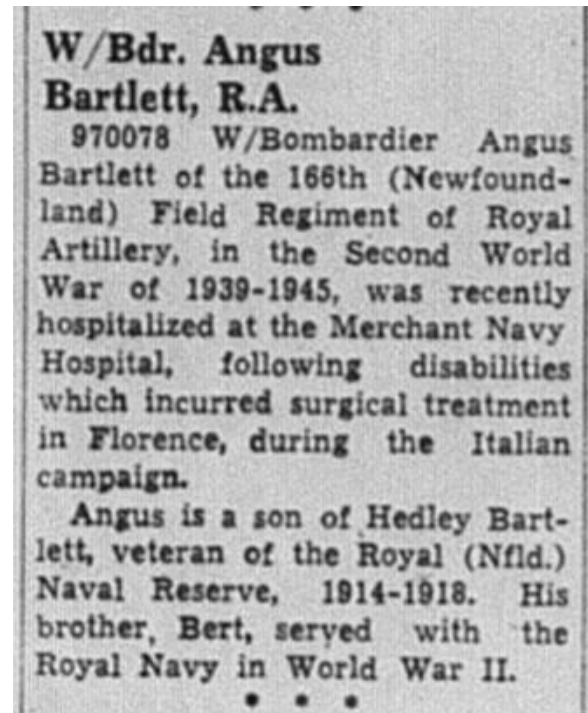 W/Bdr. Angus
Bartlett, R.A.
970078 W/Bombardier Angus
Bartlett of the 166th (Newfound-
land) Field Regiment of Royal
Artillery, in the Second World
War of 1939-1945, was recently
hospitalized at the Merchant Navy
Hospital, following disabilities
which incurred surgical treatment
in Florence, during the Italian
campaign.
Angus is a son of Hedley Bart-
lett, veteran of the Royal (Nfld.)
Naval Reserve, 1914-1918. His
brother, Bert, served with the
Royal Navy in World War II.